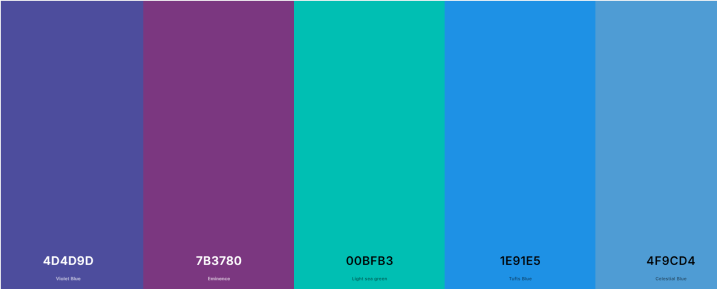 4D4D9D
Violet Blue
7B3780
Eminence
00BFB3
Light sea green
1E91E5
Tufts Blue
4F9CD4
Celestial Blue